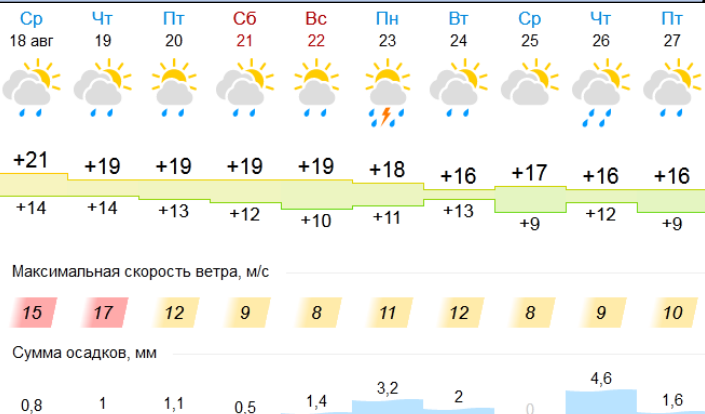 Ср Чт Пт Сб Вс Пн Вт Ср Чт Пт
18 авг 19 20 21 22 23 24 25 26 27
+21 +19 +19 +19 +19 +18 +16 +17 +16 +16
+14 +14 +13 +12 +10 +11 +13 +9 +12 +9
Максимальная скорость ветра, м/с
15 17 12 9 8 11 12 8 9 10
Сумма осадков, мм
0,8 1 1,1 0,5 1,4 3,2 2 0 4,6 1,6